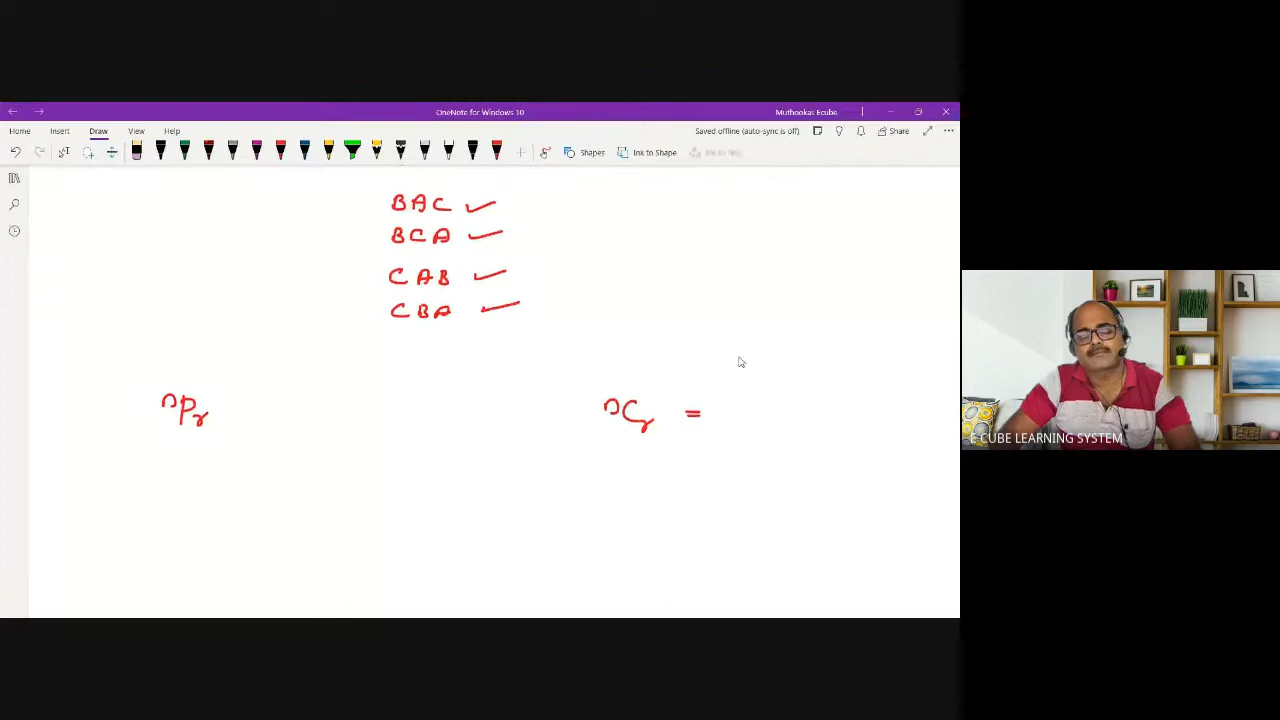 OneNote for Windows 10
Muthookas Ecube
Home Insert Draw View Help
Saved offline (auto-sync is off)
Share
Shapes
Ink to Shape
BAC
BCA
CAB
CBA
nPr
nCr =
E CUBE LEARNING SYSTEM